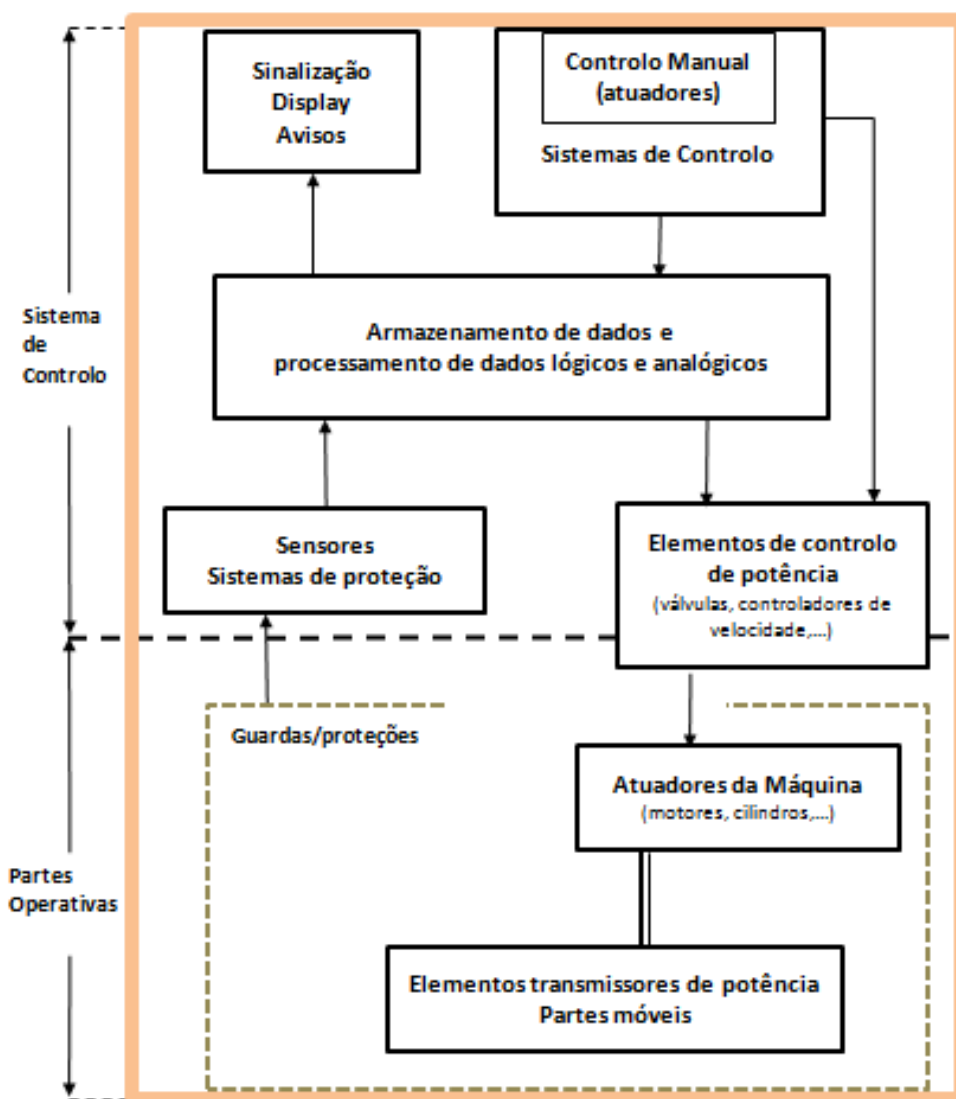 Sinalização
Display
Avisos
Controlo Manual
(atuadores)
Sistemas de Controlo
Armazenamento de dados e
processamento de dados lógicos e analógicos
Sistema
de
Controlo
Sensores
Sistemas de proteção
Elementos de controlo
de potência
(válvulas, controladores de
velocidade,...)
Guardas/proteções
Atuadores da Máquina
(motores, cilindros,...)
Partes
Operativas
Elementos transmissores de potência
Partes móveis